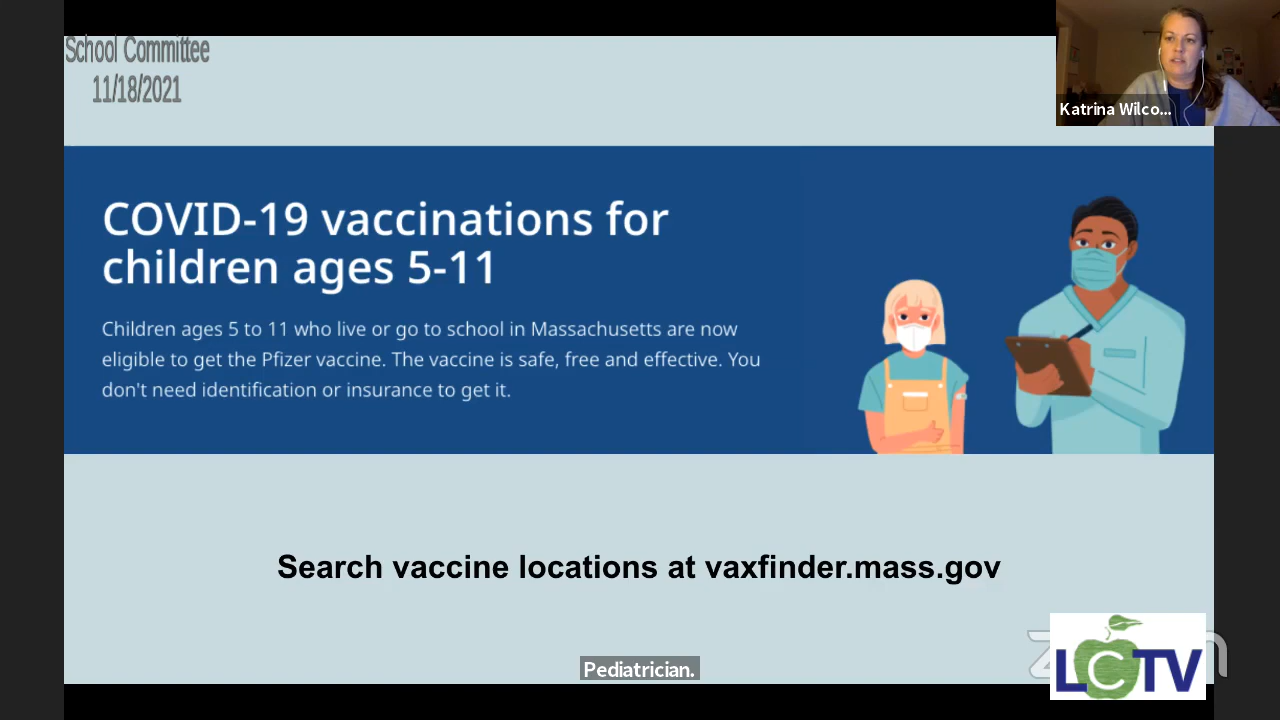 School Committee
11/18/2021
Katrina Wilco...
COVID-19 vaccinations for
children ages 5-11
Children ages 5 to 11 who live or go to school in Massachusetts are now
eligible to get the Pfizer vaccine. The vaccine is safe, free and effective. You
don't need identification or insurance to get it.
Search vaccine locations at vaxfinder.mass.gov
Pediatrician.
LCTV